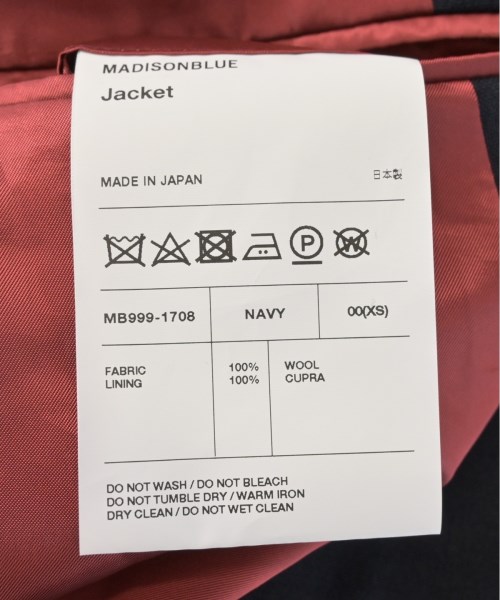 MADISONBLUE
Jacket
MADE IN JAPAN 日本製
P W
MB999-1708 NAVY 00(XS)
FABRIC 100% WOOL
LINING 100% CUPRA
DO NOT WASH / DO NOT BLEACH
DO NOT TUMBLE DRY / WARM IRON
DRY CLEAN / DO NOT WET CLEAN